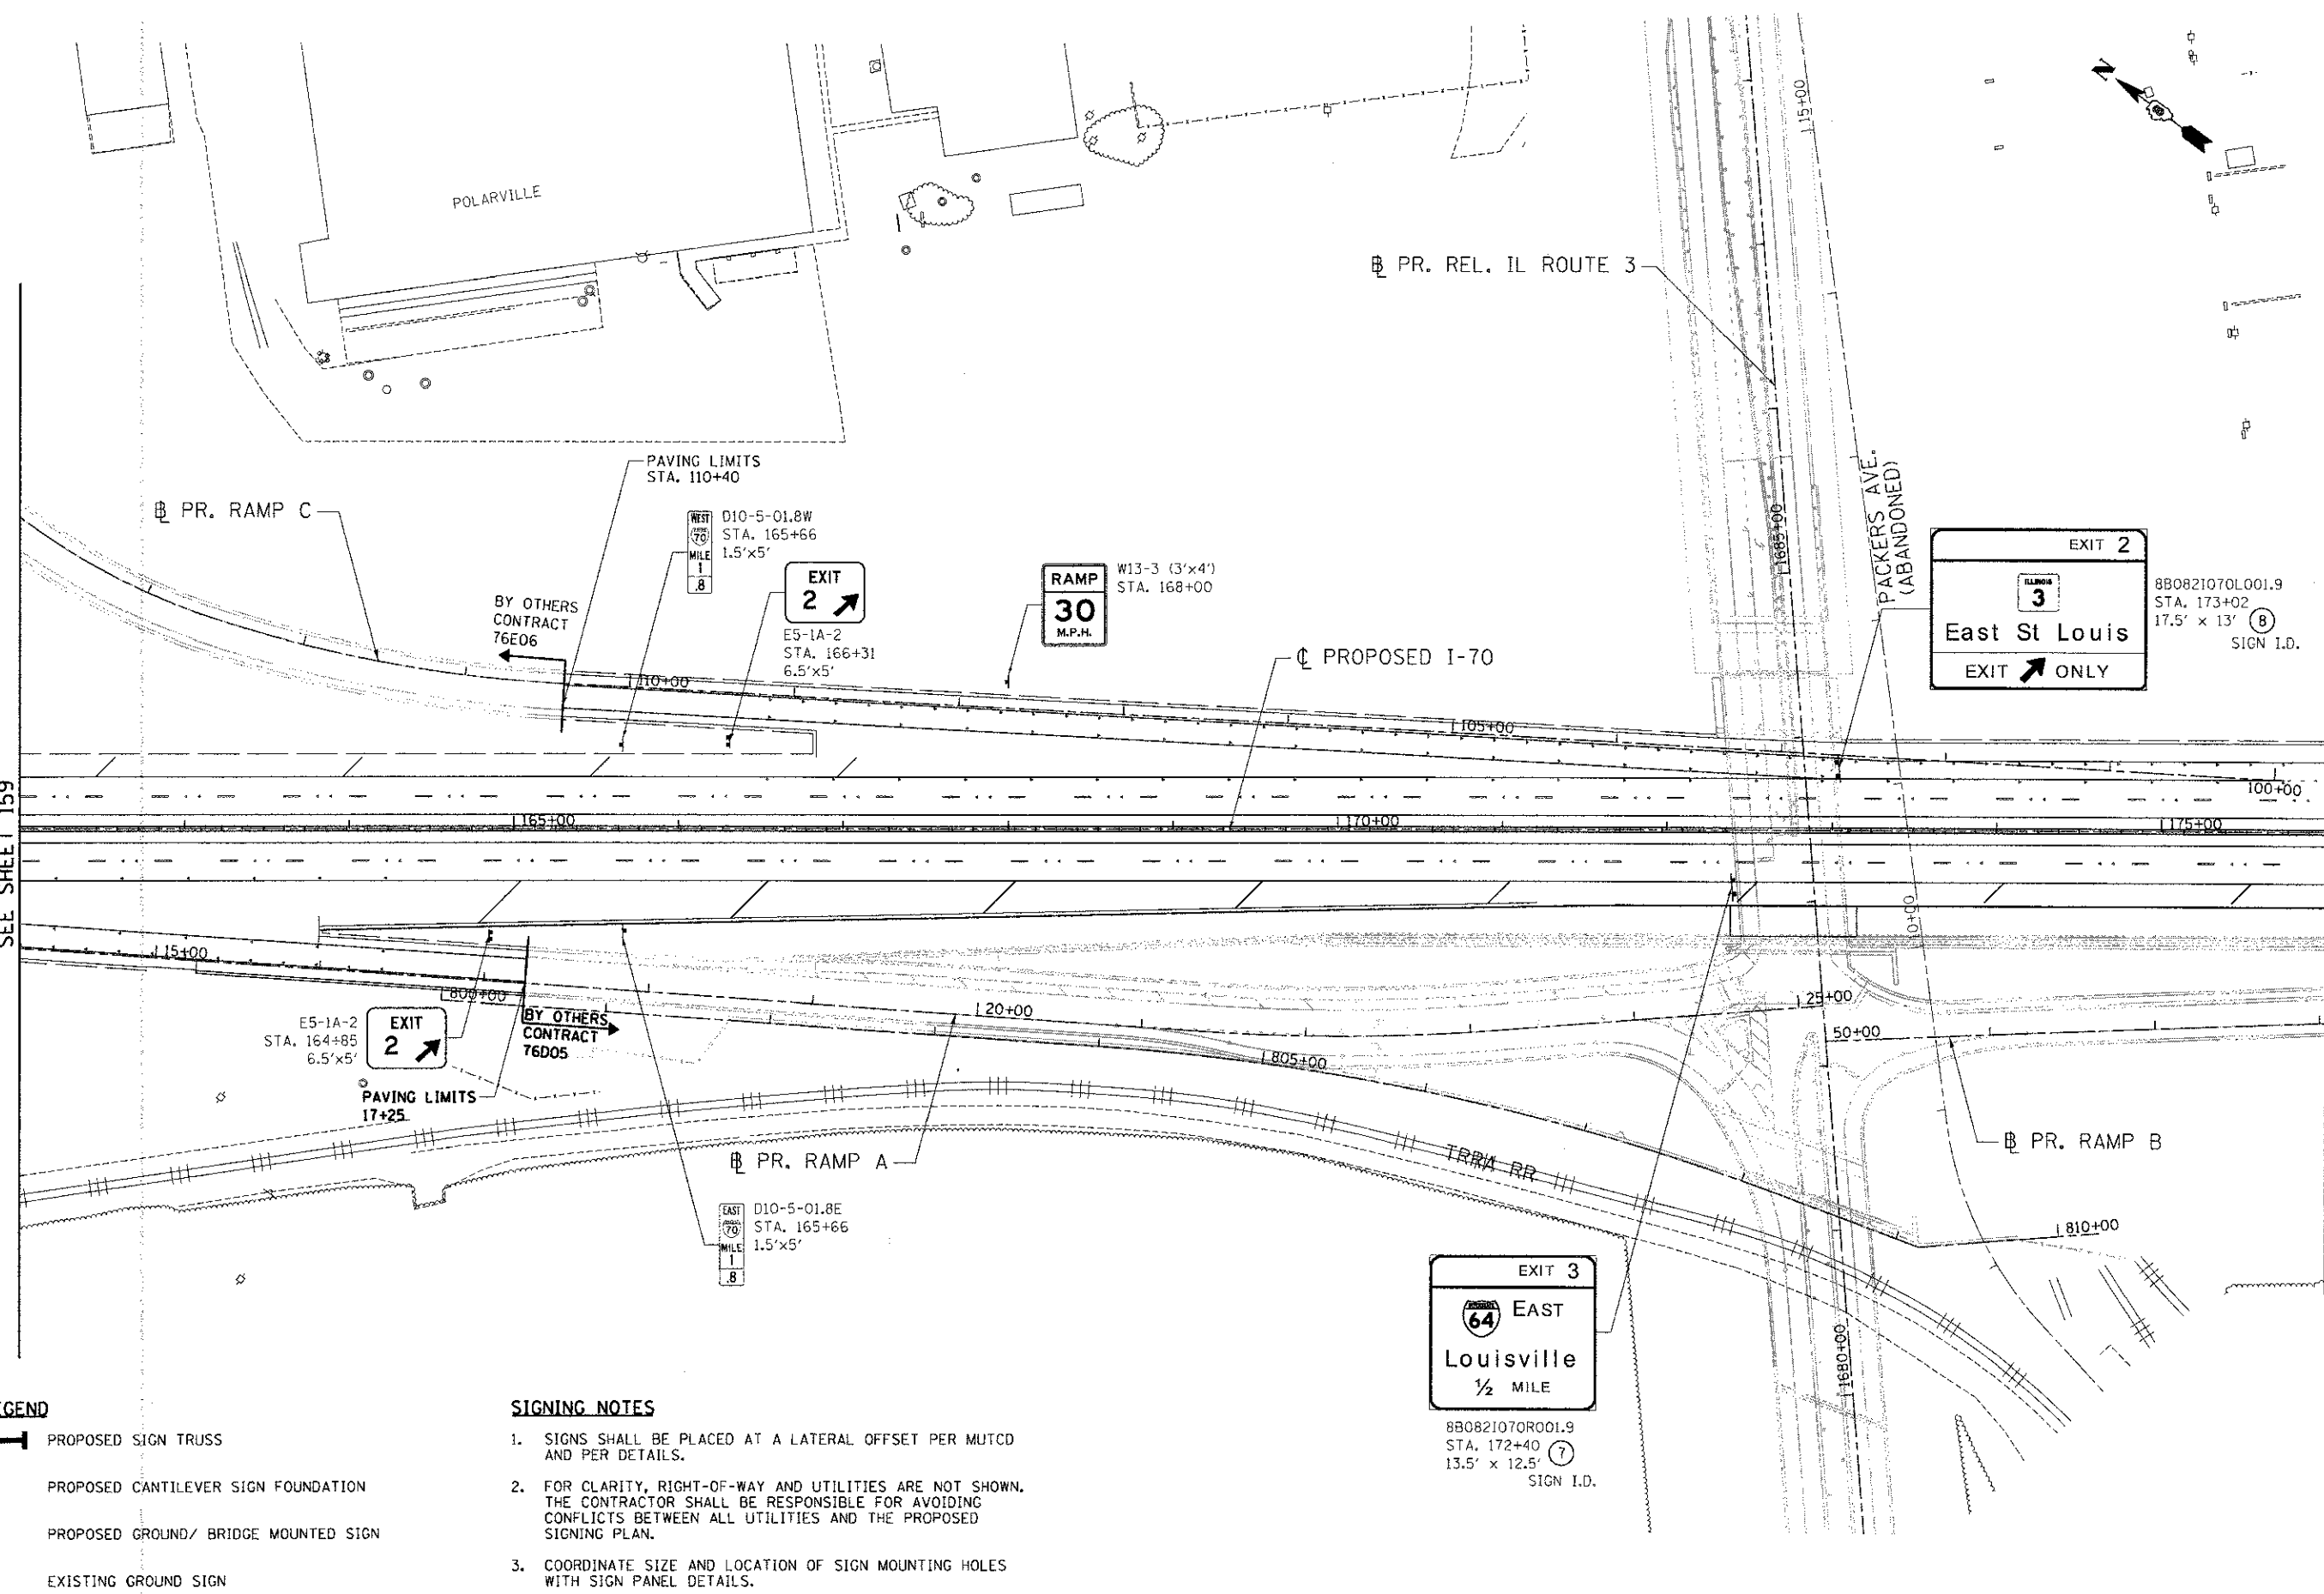 N
115+00
POLARVILLE
℄ PR. REL. IL ROUTE 3
PAVING LIMITS
STA. 110+40
℄ PR. RAMP C
WEST
70
MILE
1
.8
D10-5-01.8W
STA. 165+66
1.5'x5'
EXIT
2
E5-1A-2
STA. 166+31
6.5'x5'
BY OTHERS
CONTRACT
76E06
RAMP
30
M.P.H.
W13-3 (3'x4')
STA. 168+00
℄ PROPOSED I-70
1685+00
PACKERS AVE.
(ABANDONED)
EXIT 2
ILLINOIS
3
East St Louis
EXIT ONLY
8B082I070L001.9
STA. 173+02
17.5' x 13' 8
SIGN I.D.
110+00
105+00
100+00
SEE SHEET 159
165+00
170+00
175+00
0+00
15+00
800+00
20+00
25+00
50+00
805+00
E5-1A-2
STA. 164+85
6.5'x5'
EXIT
2
BY OTHERS
CONTRACT
76D05
PAVING LIMITS
17+25
℄ PR. RAMP A
TRRA RR
℄ PR. RAMP B
810+00
1680+00
EAST
70
MILE
1
.8
D10-5-01.8E
STA. 165+66
1.5'x5'
EXIT 3
64 EAST
Louisville
½ MILE
8B082I070R001.9
STA. 172+40 7
13.5' x 12.5'
SIGN I.D.
EGEND
PROPOSED SIGN TRUSS
PROPOSED CANTILEVER SIGN FOUNDATION
PROPOSED GROUND/ BRIDGE MOUNTED SIGN
EXISTING GROUND SIGN
SIGNING NOTES
1. SIGNS SHALL BE PLACED AT A LATERAL OFFSET PER MUTCD
AND PER DETAILS.
2. FOR CLARITY, RIGHT-OF-WAY AND UTILITIES ARE NOT SHOWN.
THE CONTRACTOR SHALL BE RESPONSIBLE FOR AVOIDING
CONFLICTS BETWEEN ALL UTILITIES AND THE PROPOSED
SIGNING PLAN.
3. COORDINATE SIZE AND LOCATION OF SIGN MOUNTING HOLES
WITH SIGN PANEL DETAILS.